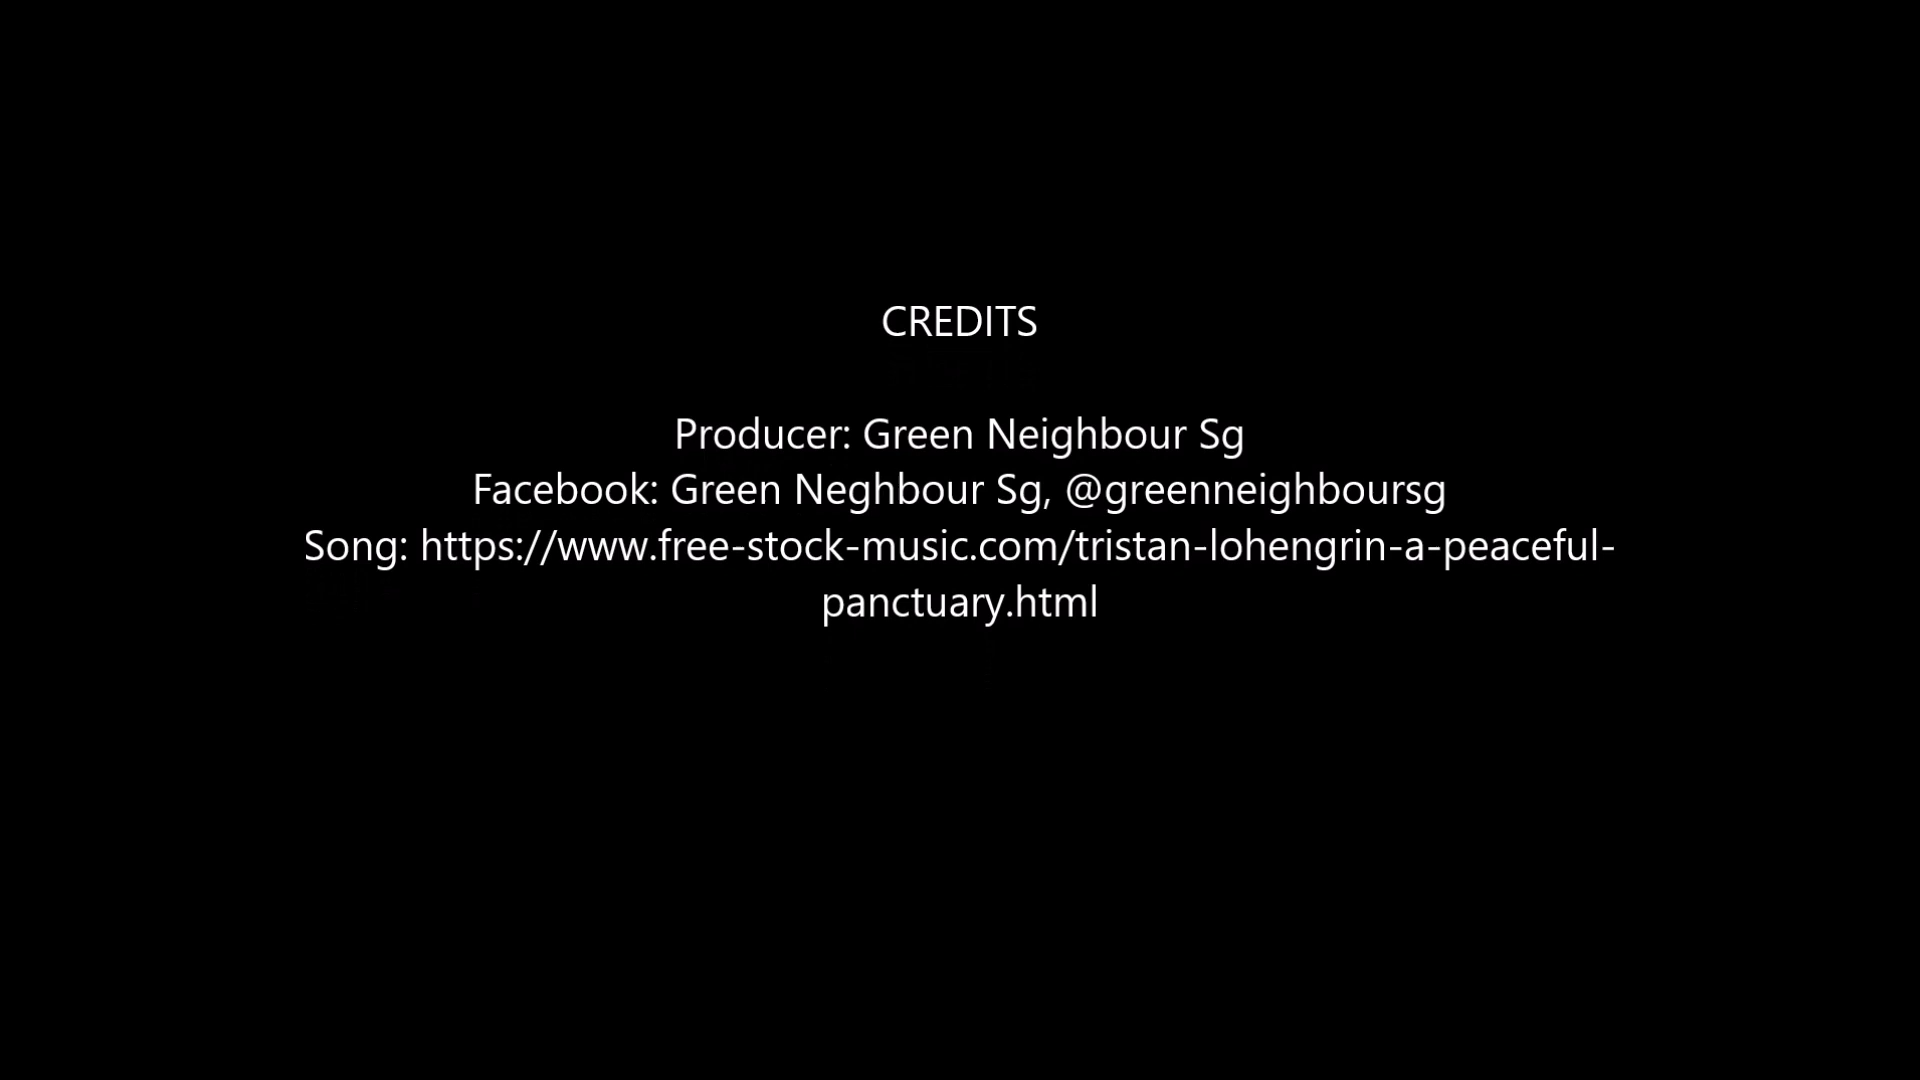 CREDITS
Producer: Green Neighbour Sg
Facebook: Green Neghbour Sg, @greenneighboursg
Song: https://www.free-stock-music.com/tristan-lohengrin-a-peaceful-
panctuary.html